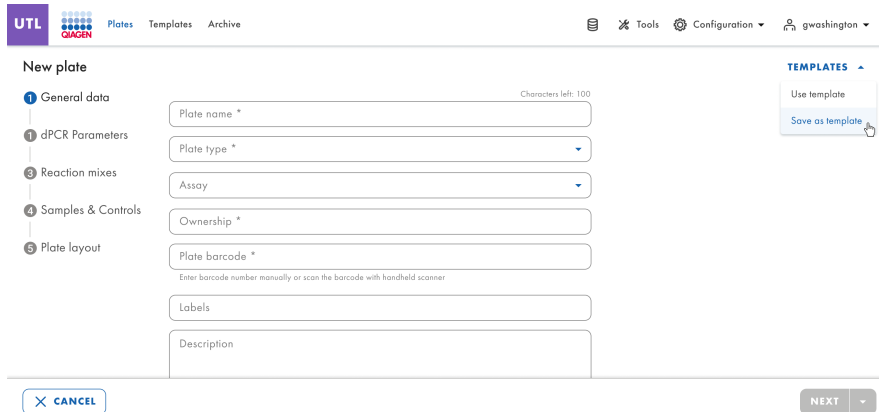 UTL QIAGEN Plates Templates Archive Tools Configuration gwashington
New plate
TEMPLATES
Use template
Save as template
1 General data
1 dPCR Parameters
3 Reaction mixes
4 Samples & Controls
5 Plate layout
Characters left: 100
Plate name *
Plate type *
Assay
Ownership *
Plate barcode *
Enter barcode number manually or scan the barcode with handheld scanner
Labels
Description
CANCEL
NEXT